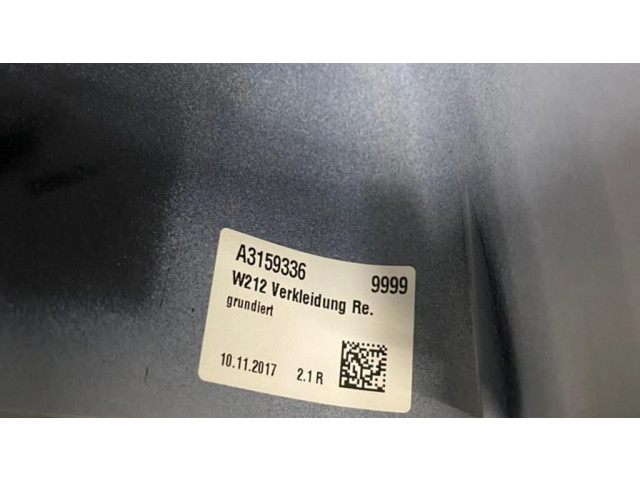 A3159336 9999
W212 Verkleidung Re.
grundiert
10.11.2017 2.1 R